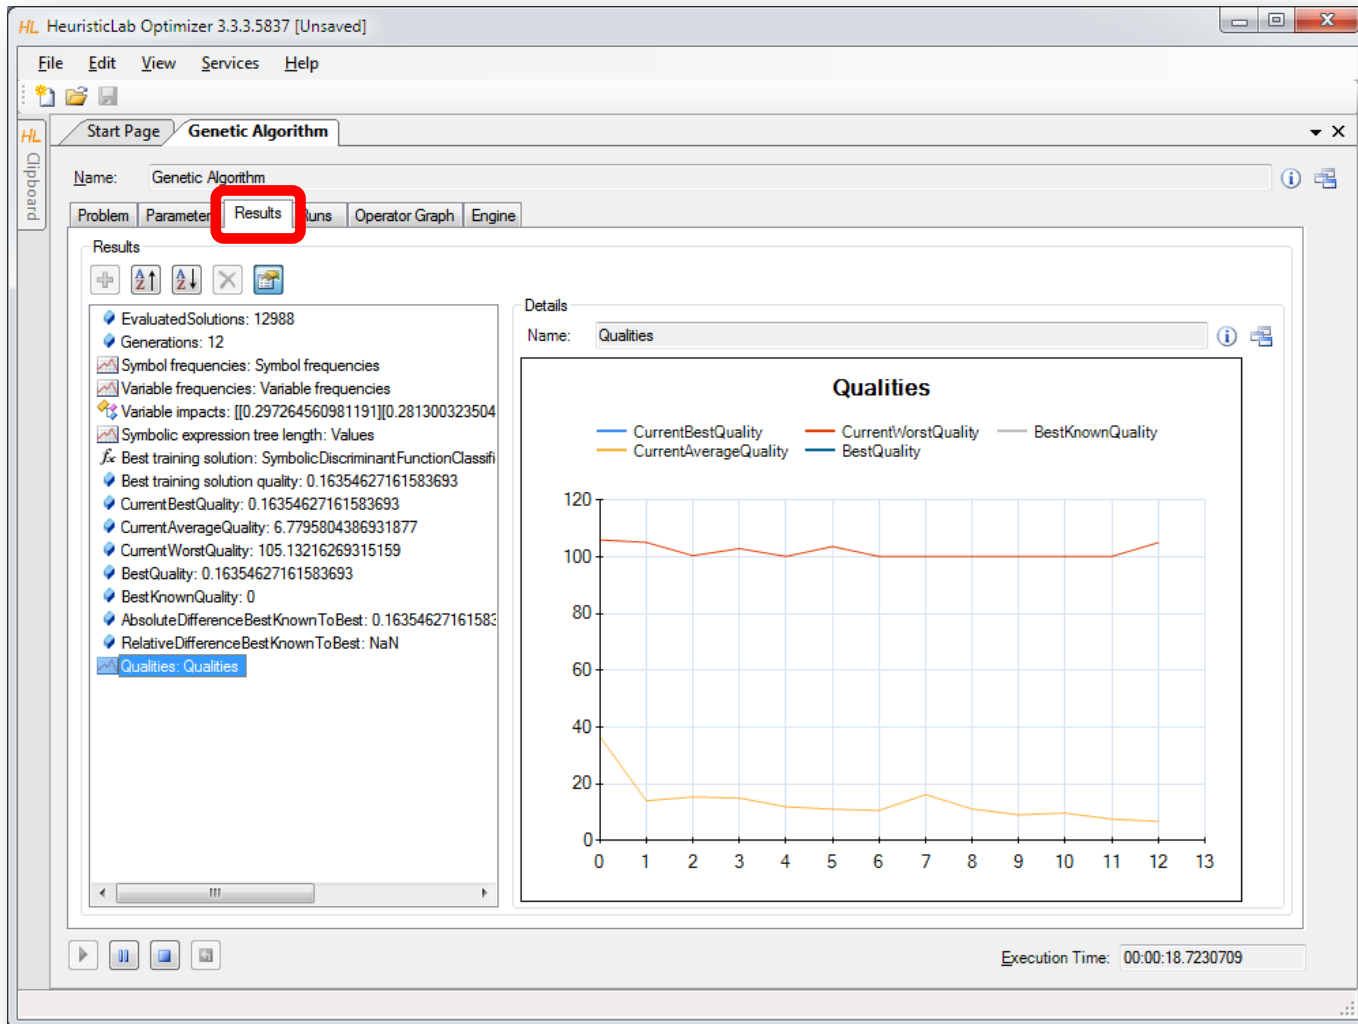 HL HeuristicLab Optimizer 3.3.3.5837 [Unsaved]
File Edit View Services Help
HL Clipboard
Start Page Genetic Algorithm
Name: Genetic Algorithm
Problem Parameter Results Runs Operator Graph Engine
Results
EvaluatedSolutions: 12988
Generations: 12
Symbol frequencies: Symbol frequencies
Variable frequencies: Variable frequencies
Variable impacts: [[0.297264560981191][0.281300323504
Symbolic expression tree length: Values
fx Best training solution: SymbolicDiscriminantFunctionClassifi
Best training solution quality: 0.16354627161583693
CurrentBestQuality: 0.16354627161583693
CurrentAverageQuality: 6.7795804386931877
CurrentWorstQuality: 105.13216269315159
BestQuality: 0.16354627161583693
BestKnownQuality: 0
AbsoluteDifferenceBestKnownToBest: 0.1635462716158З
RelativeDifferenceBestKnownToBest: NaN
Qualities: Qualities
Details
Name: Qualities
Qualities
CurrentBestQuality CurrentWorstQuality BestKnownQuality
CurrentAverageQuality BestQuality
120
100
80
60
40
20
0
0 1 2 3 4 5 6 7 8 9 10 11 12 13
Execution Time: 00:00:18.7230709